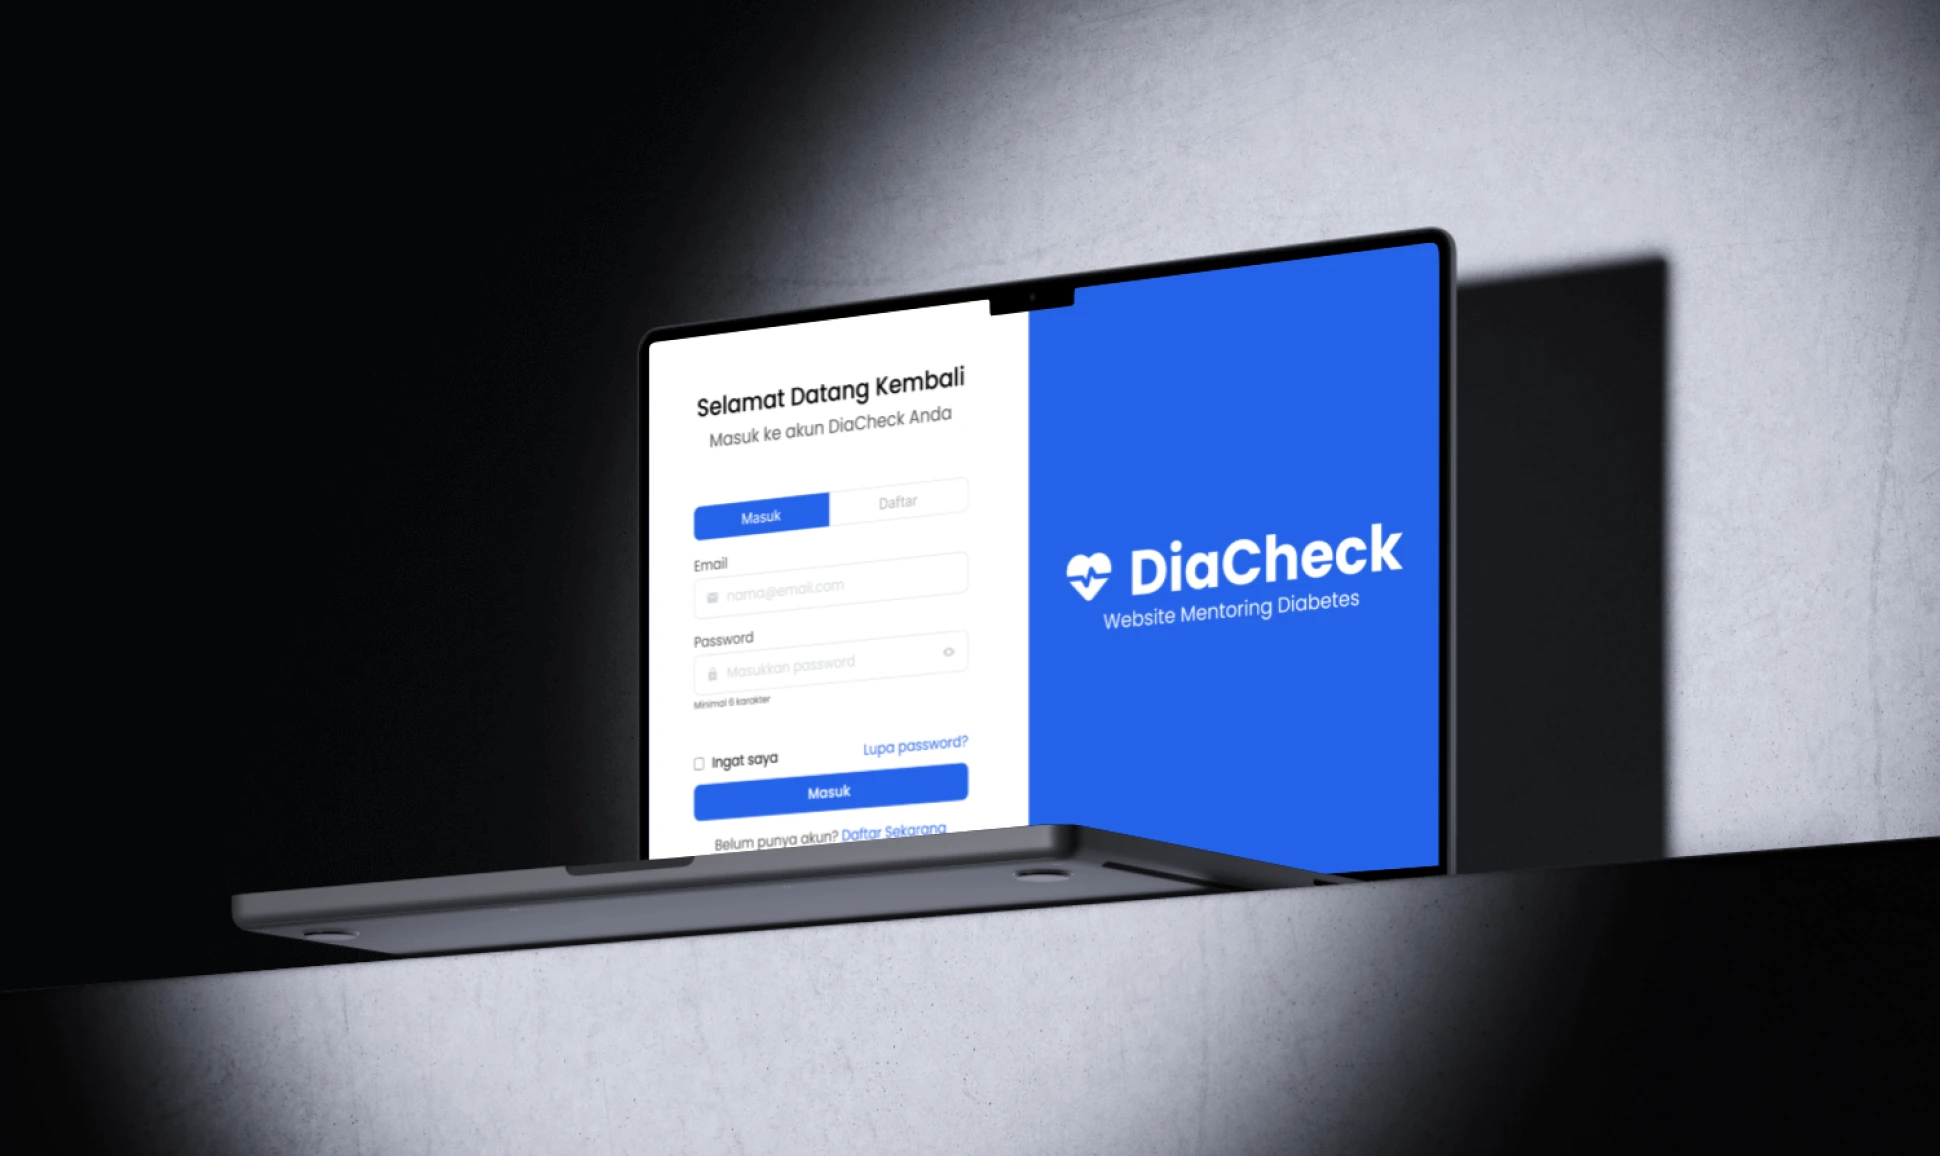 Selamat Datang Kembali
Masuk ke akun DiaCheck Anda
Masuk
Daftar
Email
nama@email.com
Password
Masukkan password
Minimal 6 karakter
Ingat saya
Lupa password?
Masuk
Belum punya akun? Daftar Sekarang
DiaCheck
Website Mentoring Diabetes